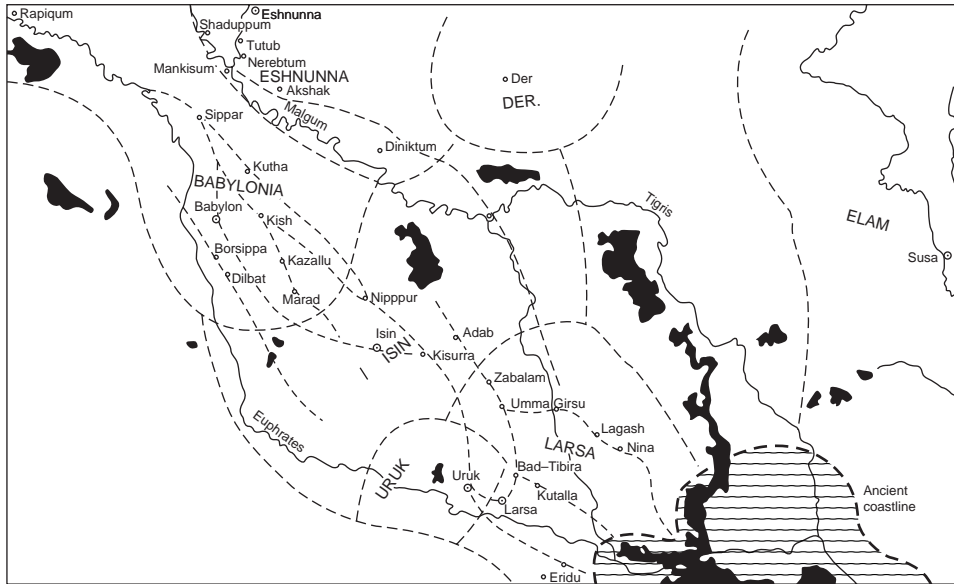 Rapiqum
Eshnunna
Shaduppum
Tutub
Nerebtum
Mankisum
ESHNUNNA
Akshak
Der
DER.
Malgum
Sippar
Diniktum
Kutha
BABYLONIA
Babylon
Kish
Tigris
ELAM
Borsippa
Kazallu
Susa
Dilbat
Marad
Nipppur
Isin
ISIN
Adab
Kisurra
Zabalam
Umma Girsu
Euphrates
Lagash
LARSA
Nina
URUK
Uruk
Bad–Tibira
Kutalla
Larsa
Ancient
coastline
Eridu